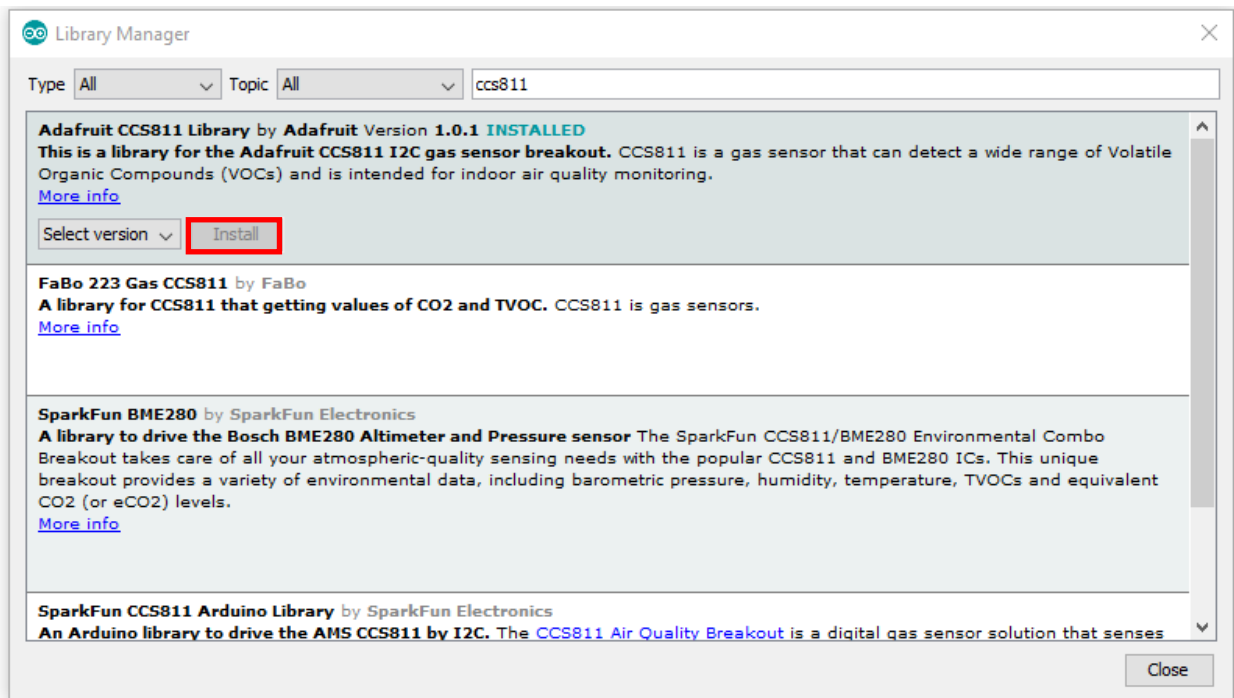 Library Manager
Type All Topic All ccs811
Adafruit CCS811 Library by Adafruit Version 1.0.1 INSTALLED
This is a library for the Adafruit CCS811 I2C gas sensor breakout. CCS811 is a gas sensor that can detect a wide range of Volatile
Organic Compounds (VOCs) and is intended for indoor air quality monitoring.
More info
Select version Install
FaBo 223 Gas CCS811 by FaBo
A library for CCS811 that getting values of CO2 and TVOC. CCS811 is gas sensors.
More info
SparkFun BME280 by SparkFun Electronics
A library to drive the Bosch BME280 Altimeter and Pressure sensor The SparkFun CCS811/BME280 Environmental Combo
Breakout takes care of all your atmospheric-quality sensing needs with the popular CCS811 and BME280 ICs. This unique
breakout provides a variety of environmental data, including barometric pressure, humidity, temperature, TVOCs and equivalent
CO2 (or eCO2) levels.
More info
SparkFun CCS811 Arduino Library by SparkFun Electronics
An Arduino library to drive the AMS CCS811 by I2C. The CCS811 Air Quality Breakout is a digital gas sensor solution that senses
Close